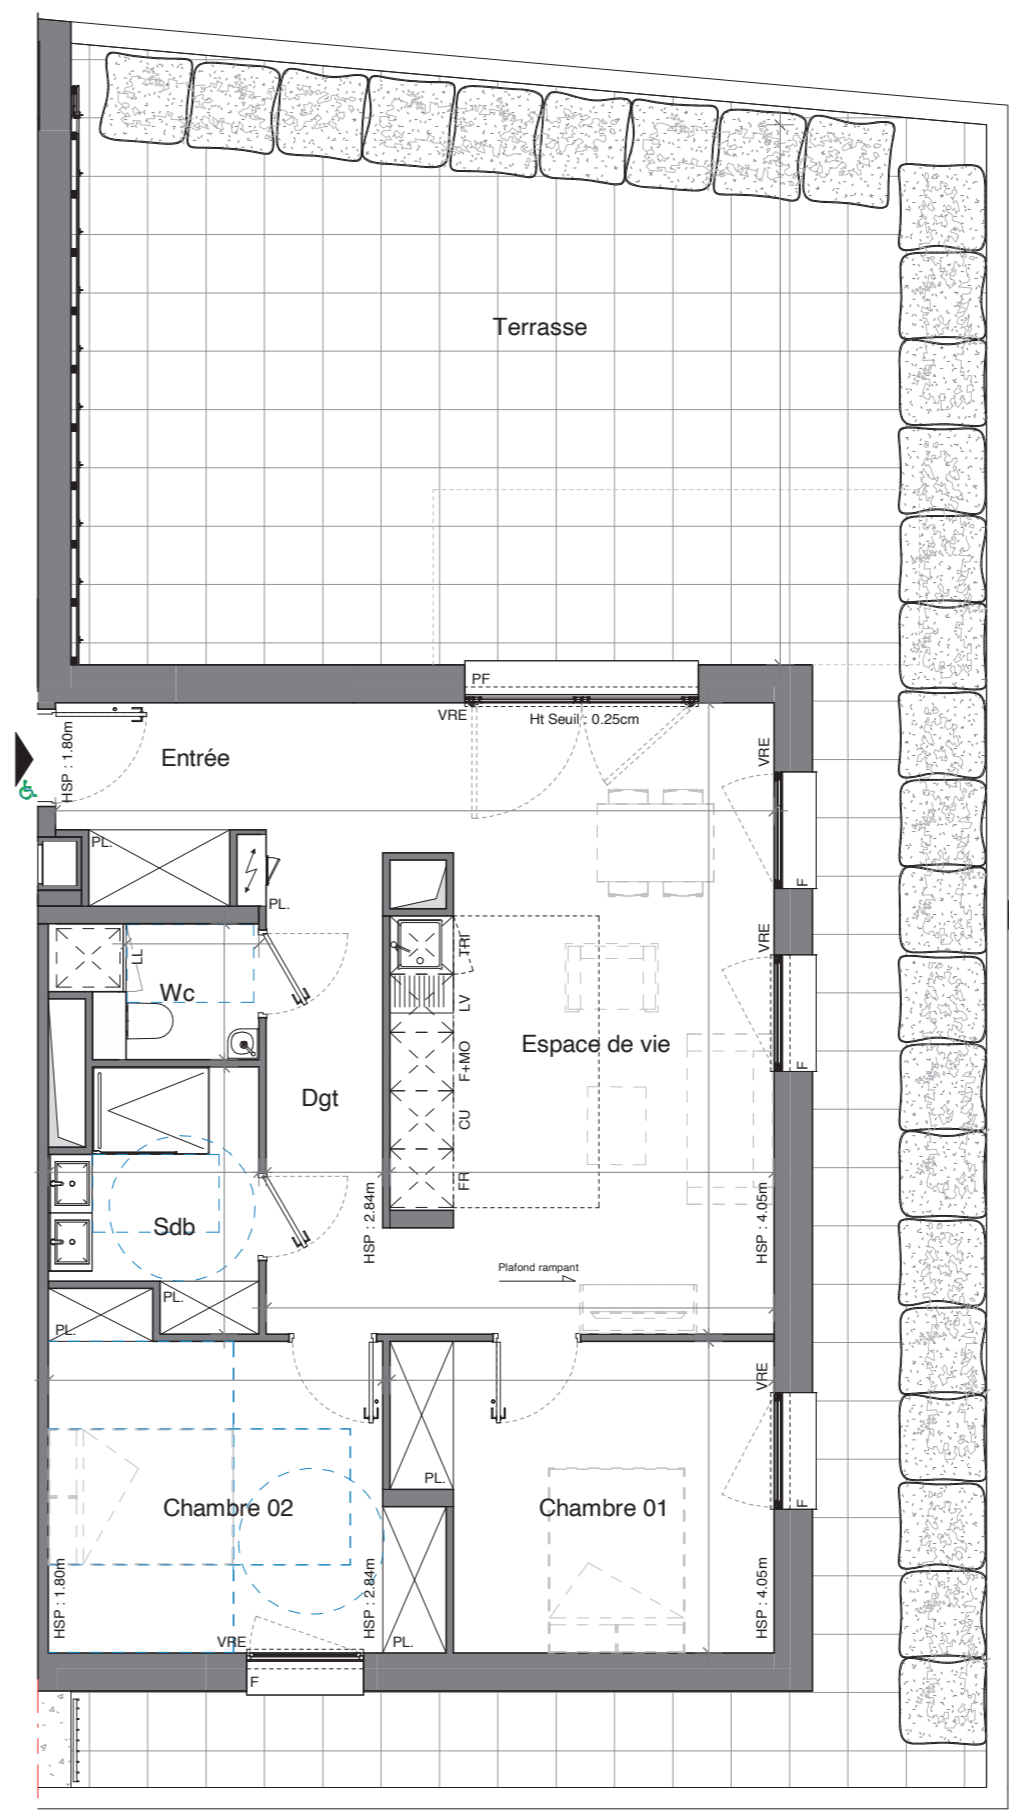 Terrasse
PF
VRE
Ht Seuil : 0.25cm
HSP : 1.80m
Entrée
VRE
F
PL.
PL.
TRI
VRE
LL
Wc
LV
Espace de vie
F+MO
F
Dgt
CU
FR
Sdb
HSP : 2.84m
HSP : 4.05m
Plafond rampant
PL.
PL.
VRE
PL.
F
Chambre 02
Chambre 01
HSP : 1.80m
HSP : 2.84m
HSP : 4.05m
VRE
PL.
F